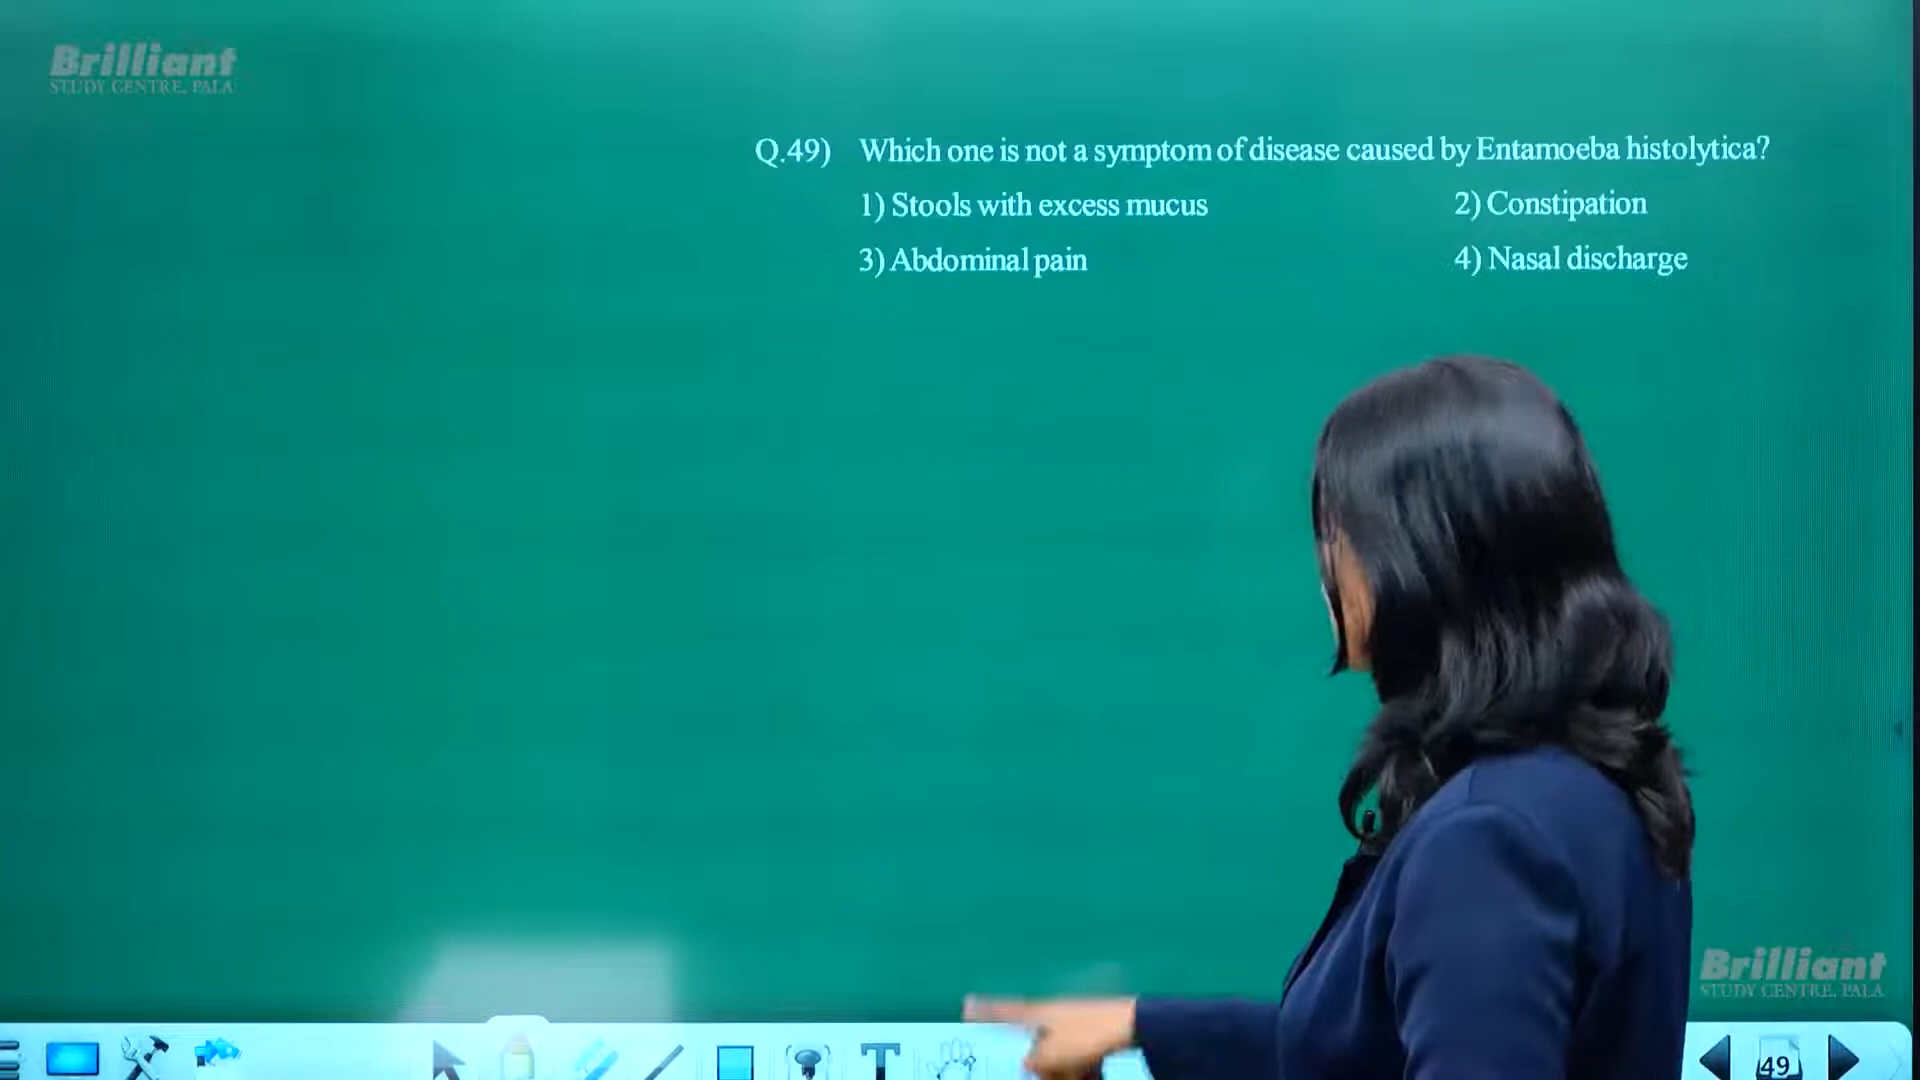 Brilliant
STUDY CENTRE, PALA
Q.49) Which one is not a symptom of disease caused by Entamoeba histolytica?
1) Stools with excess mucus 2) Constipation
3) Abdominal pain 4) Nasal discharge
Brilliant
STUDY CENTRE, PALA
T
49